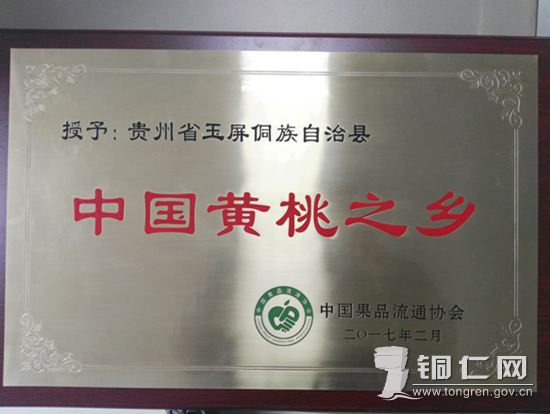 授予：贵州省玉屏侗族自治县
中国黄桃之乡
中国果品流通协会
二〇一七年二月
铜仁网
www.tongren.gov.cn